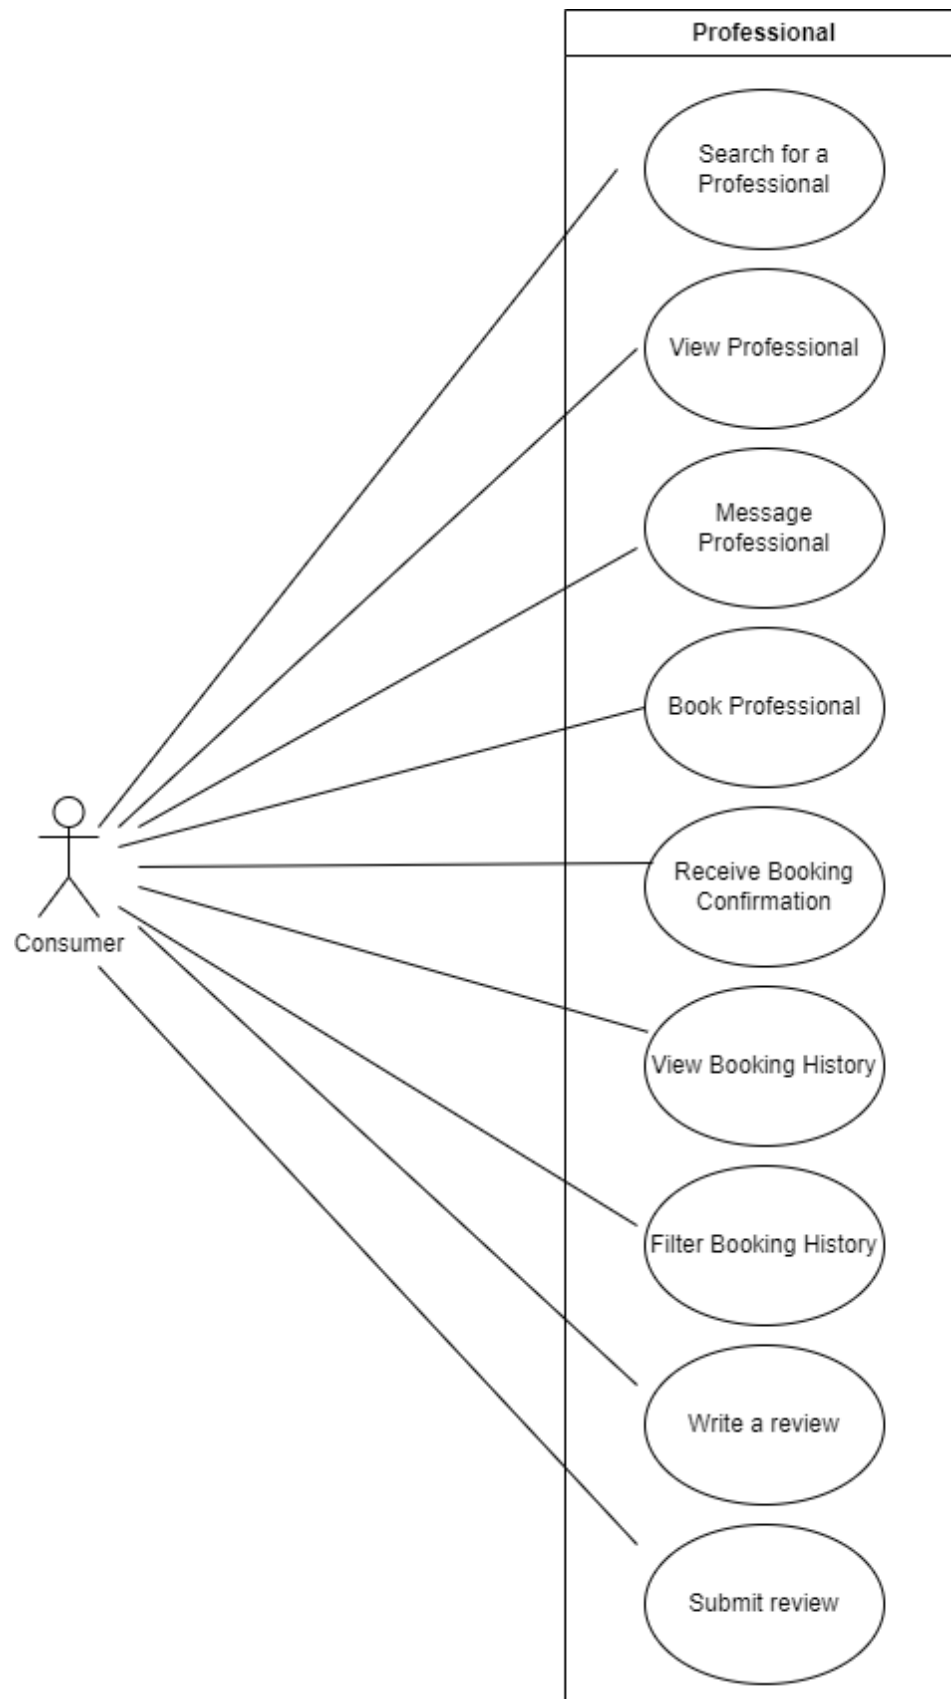 Professional
Search for a
Professional
View Professional
Message
Professional
Book Professional
Receive Booking
Confirmation
Consumer
View Booking History
Filter Booking History
Write a review
Submit review